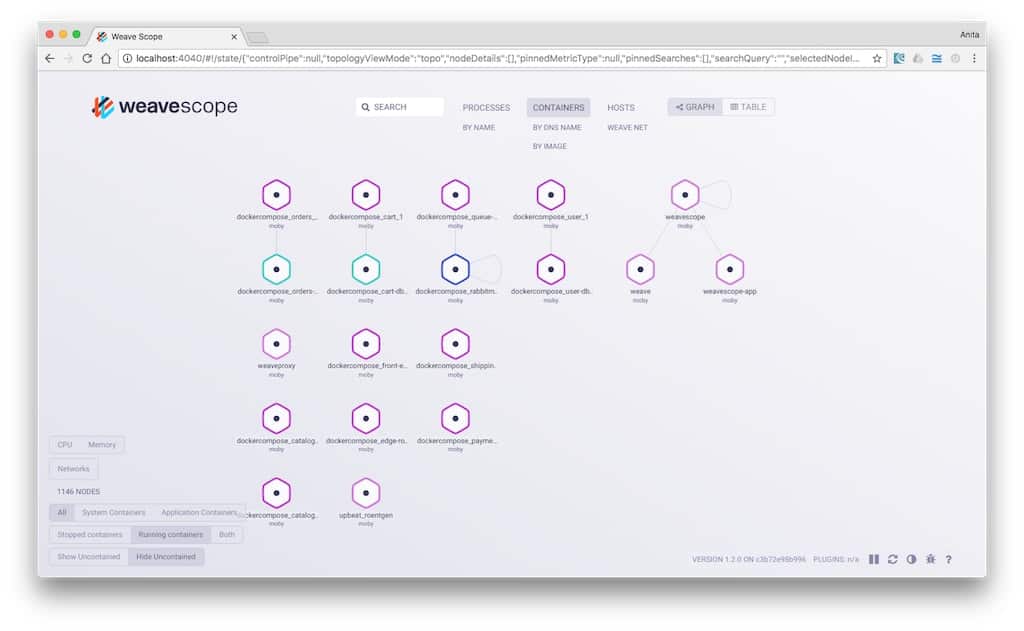 Weave Scope
Anita
localhost:4040/#!/state/{"controlPipe":null,"topologyViewMode":"topo","nodeDetails":[],"pinnedMetricType":null,"pinnedSearches":[],"searchQuery":"","selectedNodeI...
weavescope
SEARCH
PROCESSES
CONTAINERS
HOSTS
GRAPH
TABLE
BY NAME
BY DNS NAME
WEAVE NET
BY IMAGE
dockercompose_orders_...
moby
dockercompose_cart_1
moby
dockercompose_queue-...
moby
dockercompose_user_1
moby
weavescope
moby
dockercompose_orders-...
moby
dockercompose_cart-db...
moby
dockercompose_rabbitm...
moby
dockercompose_user-db...
moby
weave
moby
weavescope-app
moby
weaveproxy
moby
dockercompose_front-e...
moby
dockercompose_shippin...
moby
dockercompose_catalog...
moby
dockercompose_edge-ro...
moby
dockercompose_payme...
moby
dockercompose_catalog...
moby
upbeat_roentgen
moby
CPU
Memory
Networks
1146 NODES
All
System Containers
Application Containers
Stopped containers
Running containers
Both
Show Uncontained
Hide Uncontained
VERSION 1.2.0 ON c3b72e98b996
PLUGINS: n/a
?